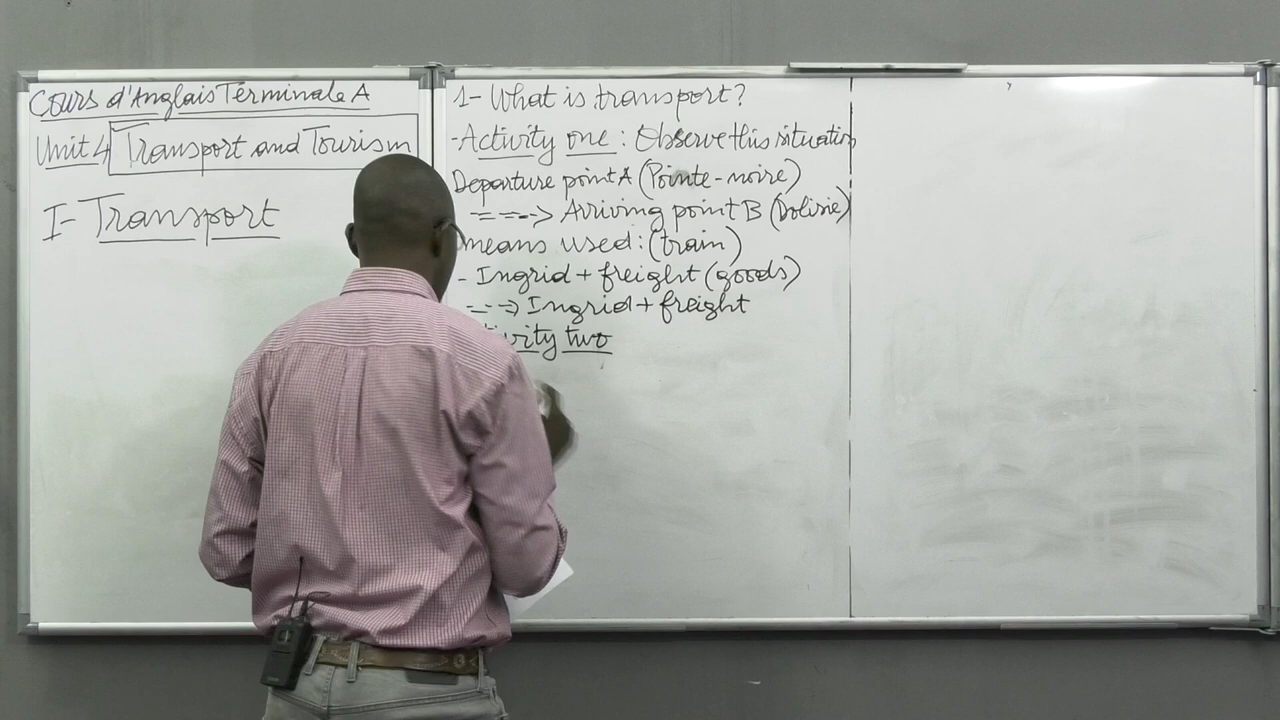 Cours d'Anglais Terminale A
Unit 4 Transport and Tourism
I- Transport
1- What is transport?
-Activity one: Observe this situation
Departure point A (Pointe-noire)
= = --> Arriving point B (Dolisie)
means used: (train)
- Ingrid + freight (goods)
= - -> Ingrid + freight
two